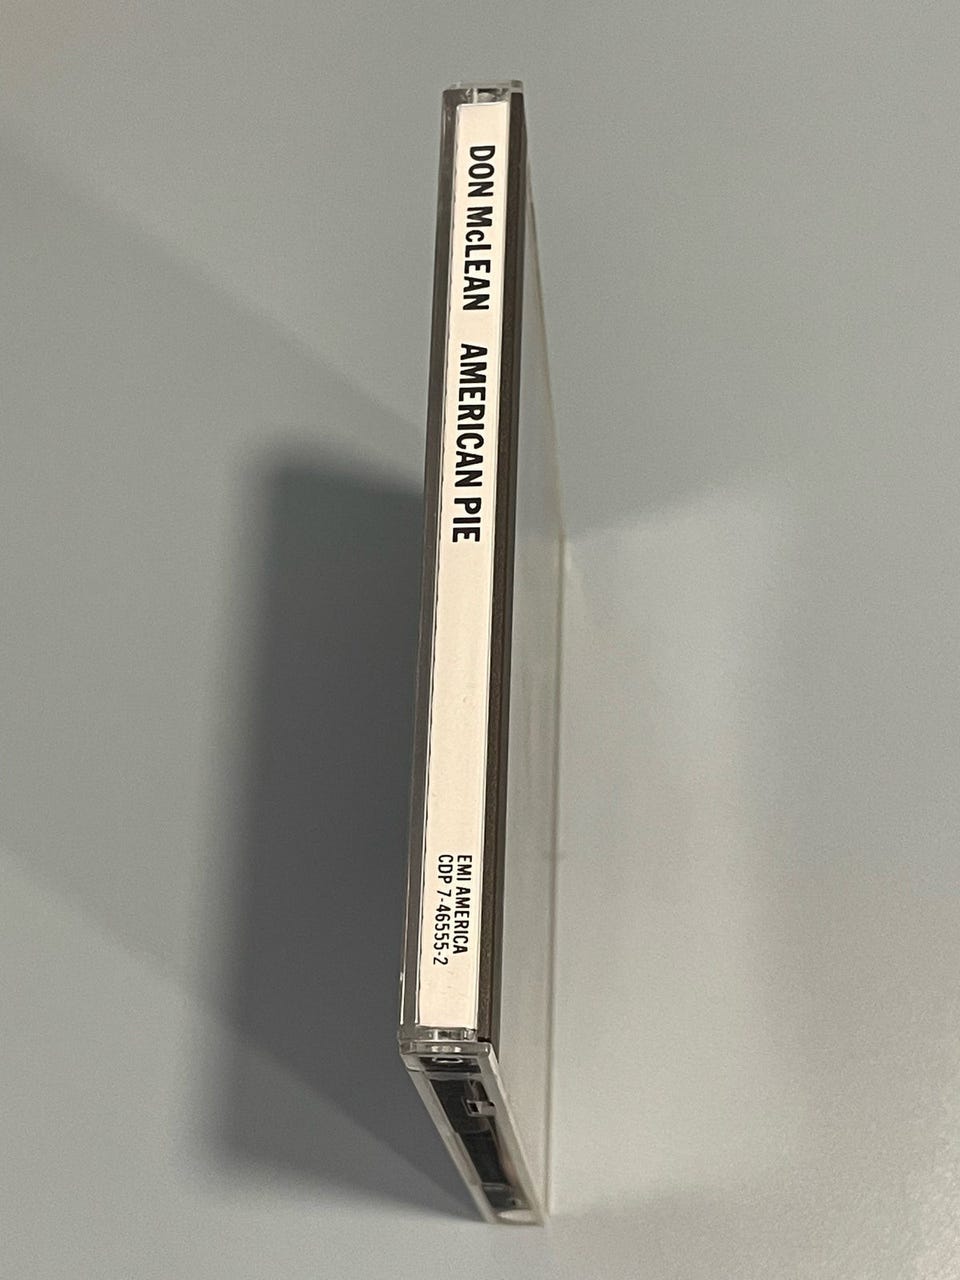 DON McLEAN AMERICAN PIE
EMI AMERICA
CDP 7-46555-2